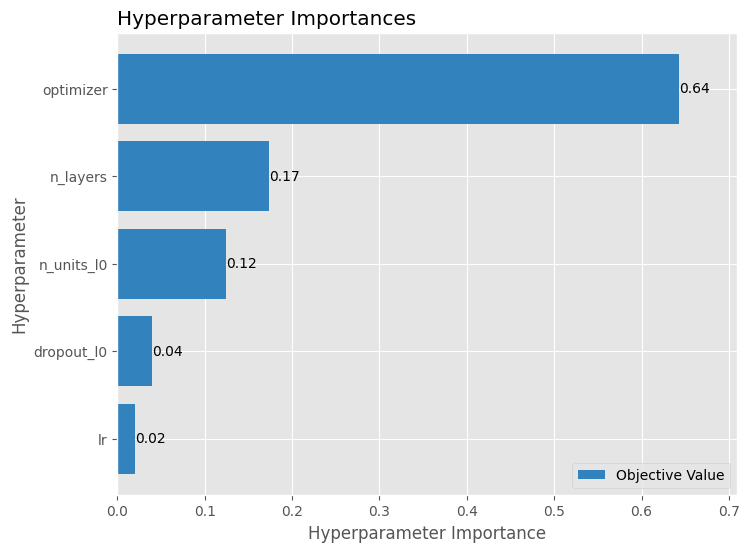 Hyperparameter Importances
Hyperparameter
optimizer
0.64
n_layers
0.17
n_units_l0
0.12
dropout_l0
0.04
lr
0.02
Objective Value
0.0 0.1 0.2 0.3 0.4 0.5 0.6 0.7
Hyperparameter Importance